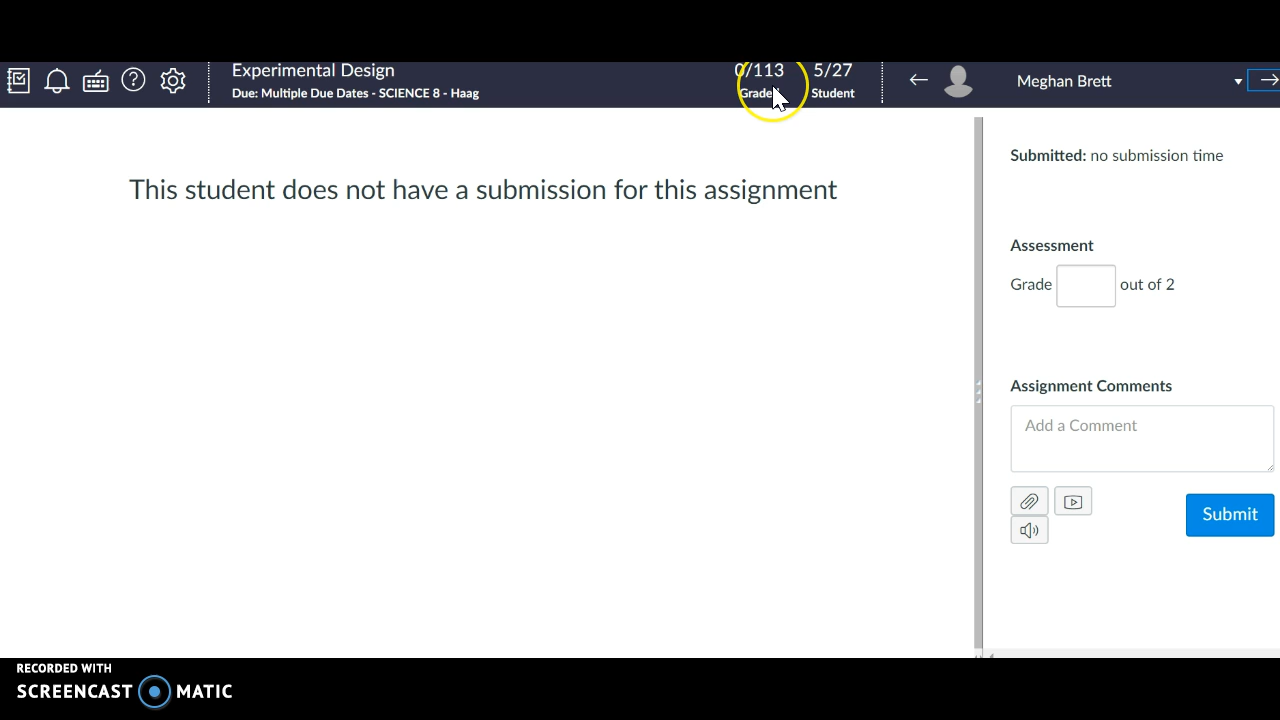 Experimental Design
Due: Multiple Due Dates - SCIENCE 8 - Haag
0/113
Graded
5/27
Student
Meghan Brett
This student does not have a submission for this assignment
Submitted: no submission time
Assessment
Grade out of 2
Assignment Comments
Add a Comment
Submit
RECORDED WITH
SCREENCAST MATIC